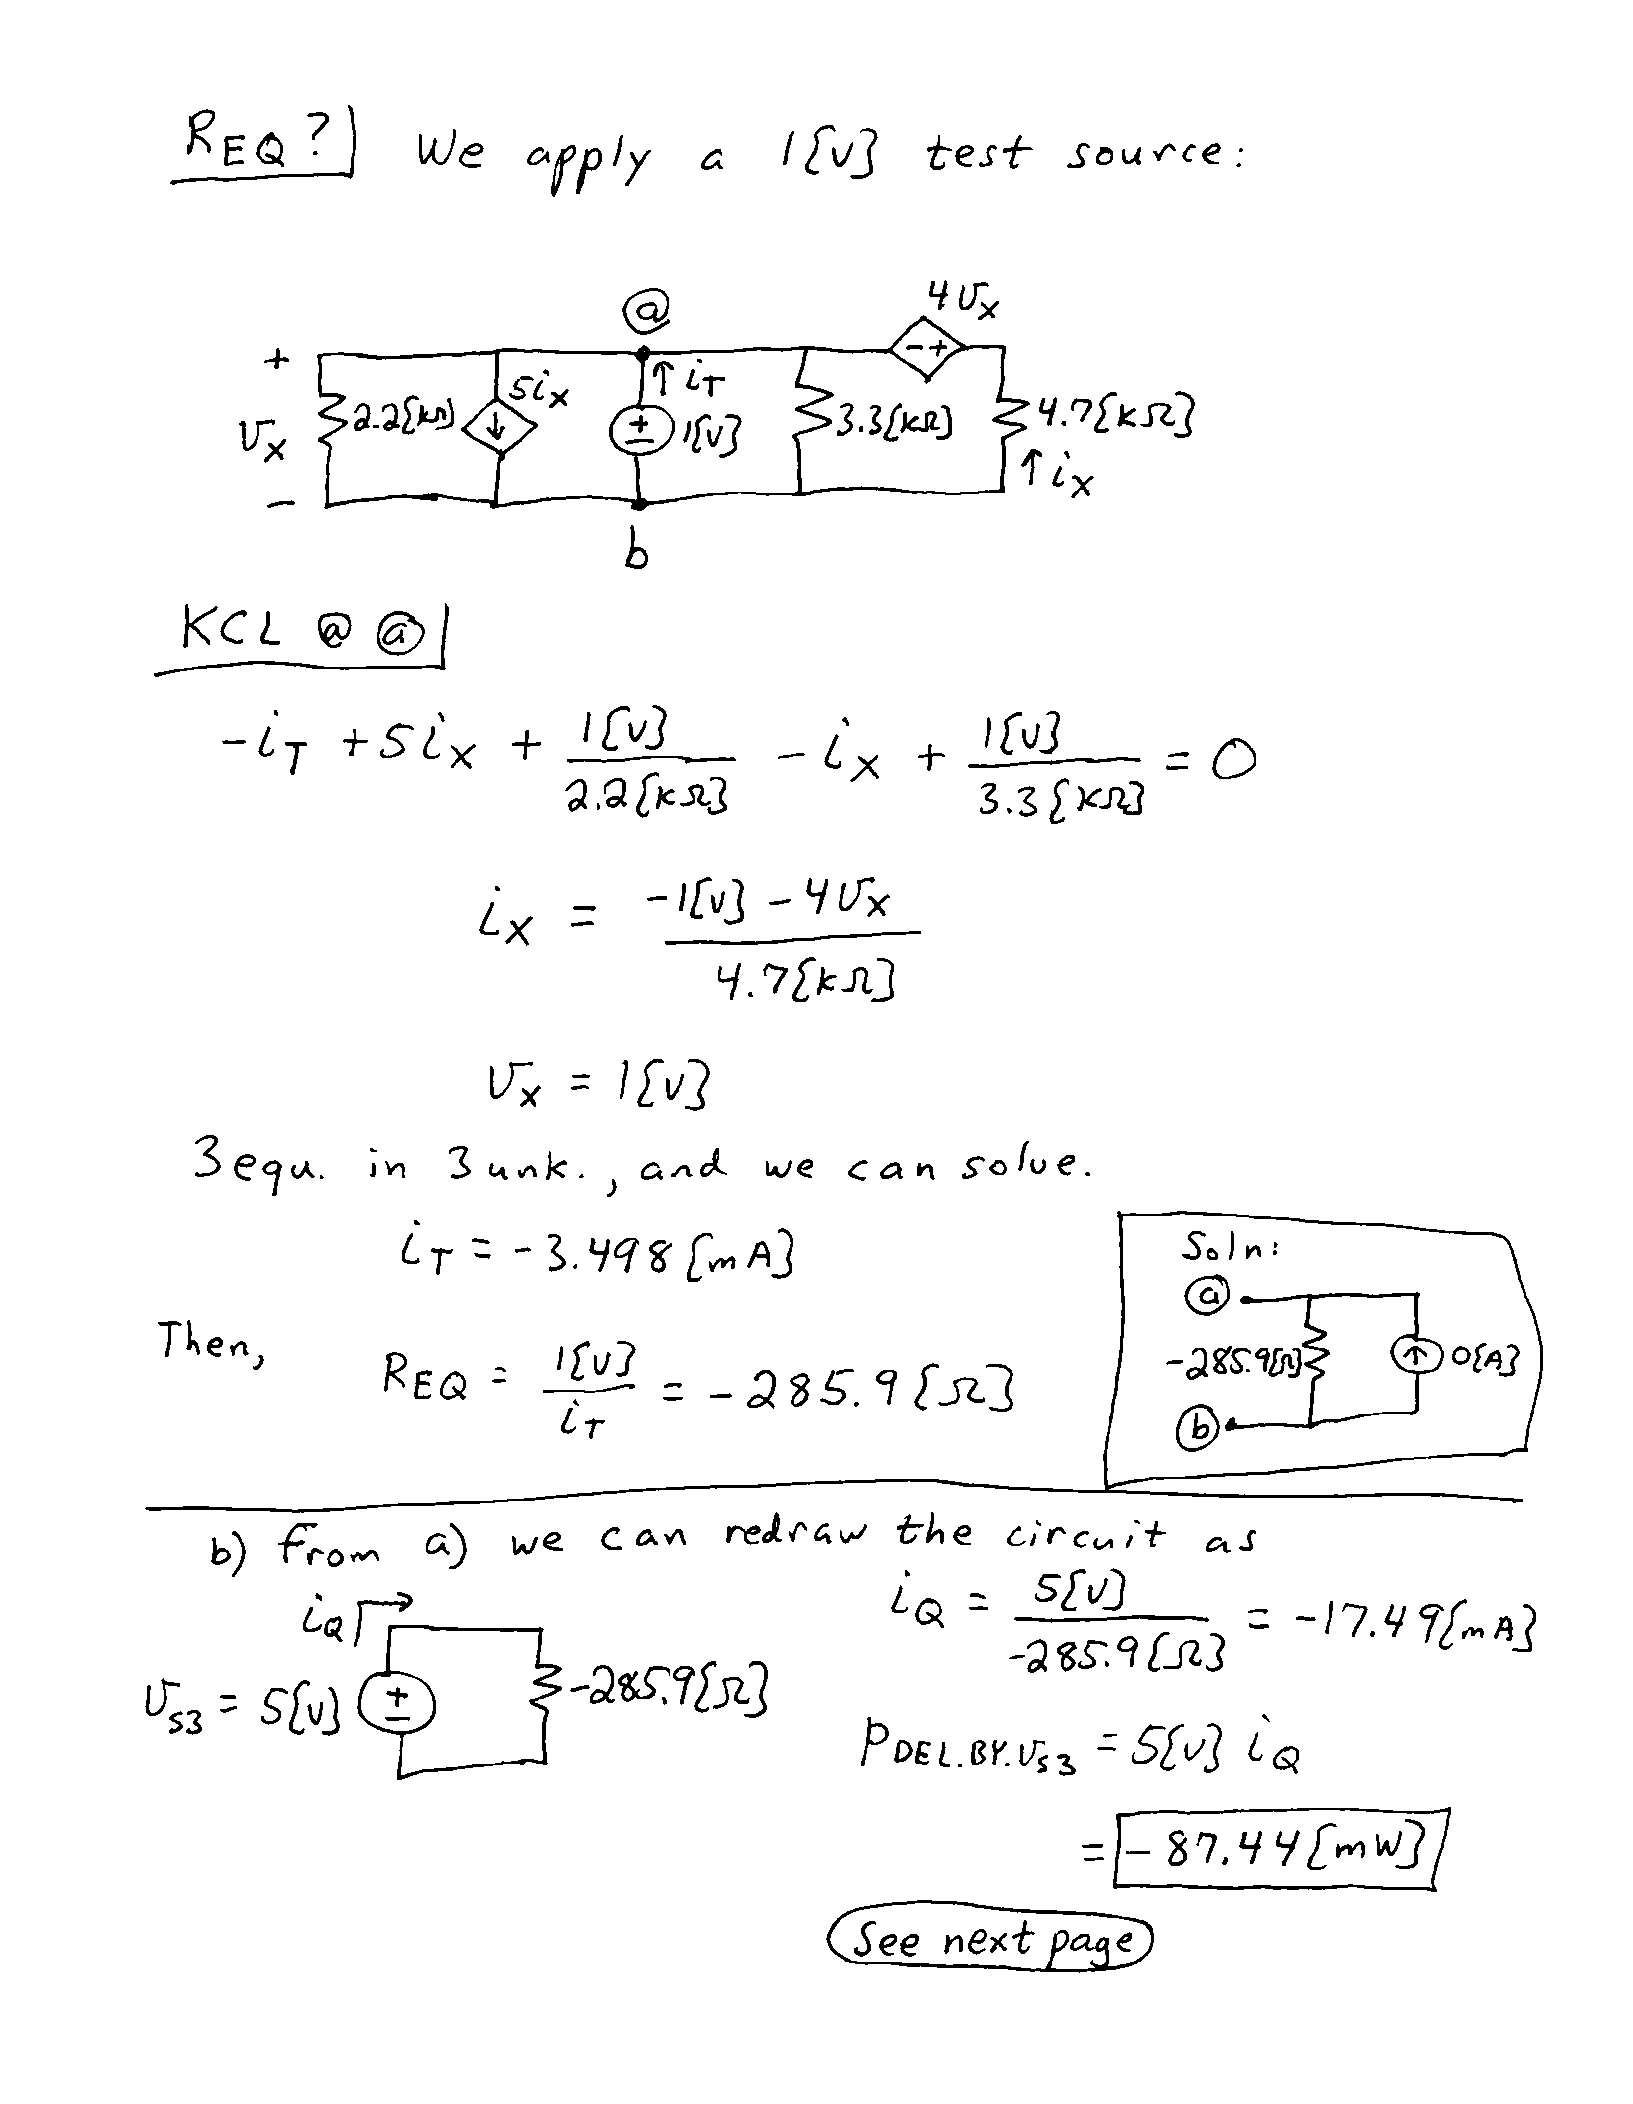 REQ? We apply a 1[V] test source:
@
4vx
+ 5ix ↑ iT - +
vx 2.2[kΩ] ↓ + - 1[V] 3.3[kΩ] 4.7[kΩ]
- ↑ ix
b
KCL @ ⓐ
-iT + 5ix + 1[V] / 2.2[kΩ] - ix + 1[V] / 3.3[kΩ] = 0
ix = -1[V] - 4vx / 4.7[kΩ]
vx = 1[V]
3 equ. in 3 unk., and we can solve.
iT = -3.498[mA]
Then, REQ = 1[V] / iT = -285.9[Ω]
Soln:
ⓐ
-285.9[Ω] ↑ 0[A]
ⓑ
b) From a) we can redraw the circuit as
iQ
vS3 = 5[V] + - -285.9[Ω]
iQ = 5[V] / -285.9[Ω] = -17.49[mA]
PDEL.BY.vS3 = 5[V] iQ
= -87.44[mW]
See next page